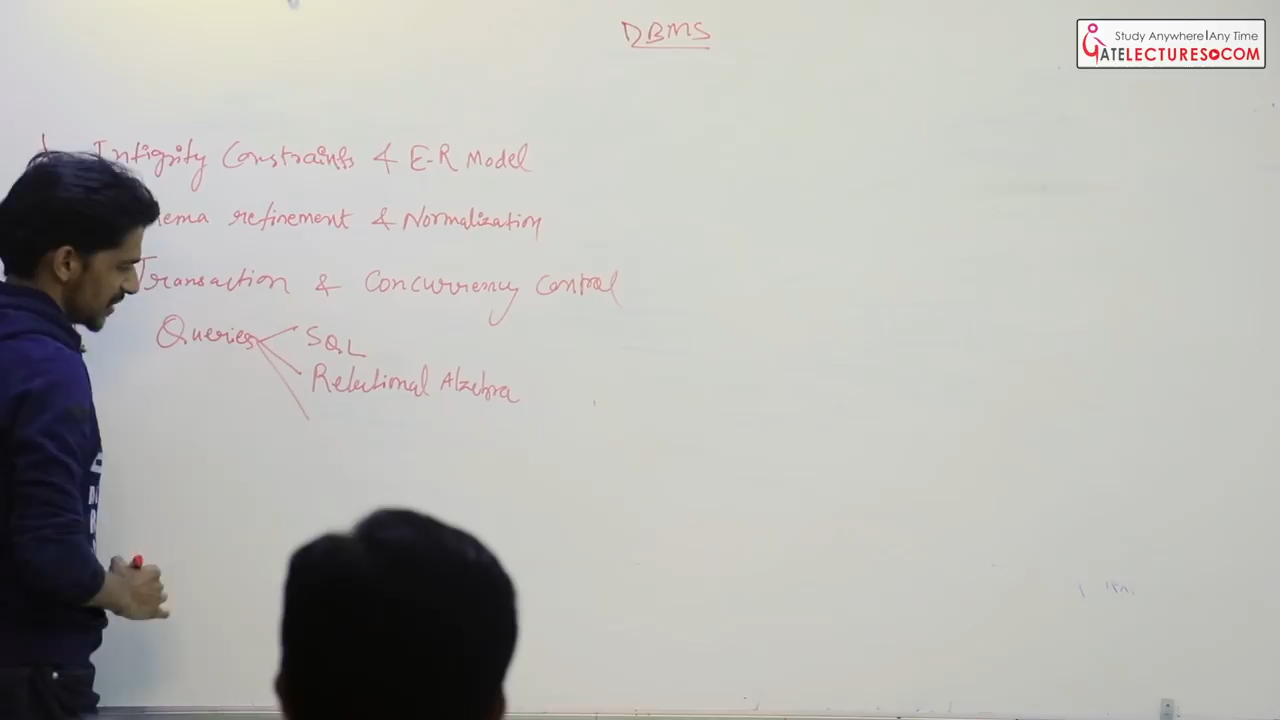 DBMS
Study Anywhere | Any Time
GATELECTURES.COM
Intigrity Constraints & E-R Model
ema refinement & Normalization
Transaction & Concurrency Control
Queries
SQL
Relational Algebra